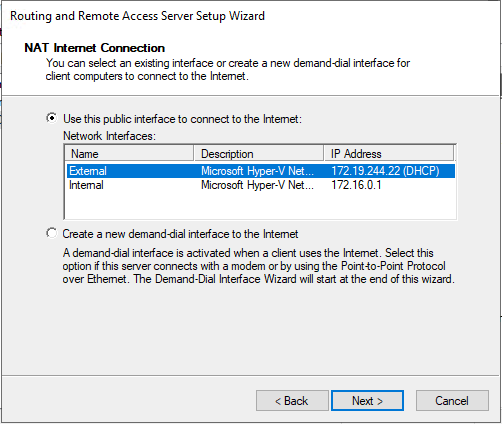 Routing and Remote Access Server Setup Wizard
NAT Internet Connection
You can select an existing interface or create a new demand-dial interface for
client computers to connect to the Internet.
Use this public interface to connect to the Internet:
Network Interfaces:
Name Description IP Address
External Microsoft Hyper-V Net... 172.19.244.22 (DHCP)
Internal Microsoft Hyper-V Net... 172.16.0.1
Create a new demand-dial interface to the Internet
A demand-dial interface is activated when a client uses the Internet. Select this
option if this server connects with a modem or by using the Point-to-Point Protocol
over Ethernet. The Demand-Dial Interface Wizard will start at the end of this wizard.
< Back Next > Cancel